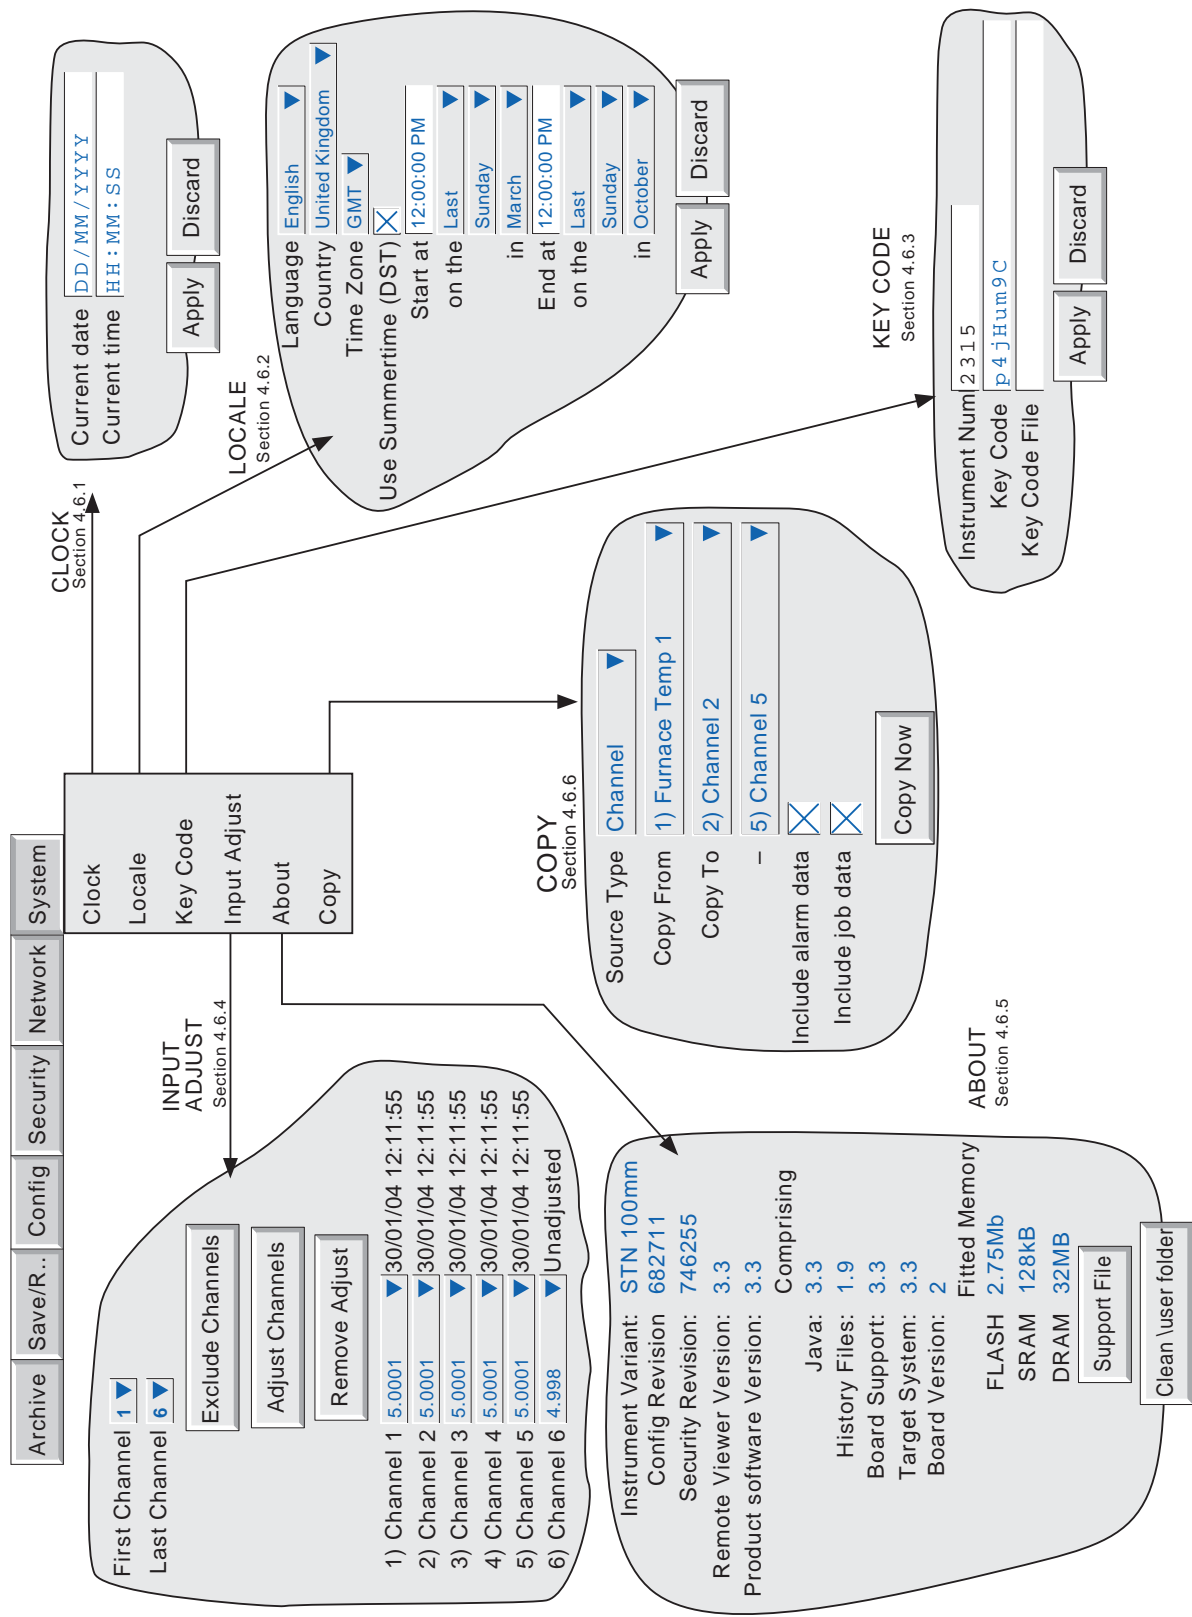 Archive
Save/R..
Config
Security
Network
System
Clock
Locale
Key Code
Input Adjust
About
Copy
CLOCK
Section 4.6.1
Current date DD/MM/YYYY
Current time HH:MM:SS
Apply
Discard
LOCALE
Section 4.6.2
Language English
Country United Kingdom
Time Zone GMT
Use Summertime (DST)
Start at 12:00:00 PM
on the Last
Sunday
in March
End at 12:00:00 PM
on the Last
Sunday
in October
Apply
Discard
KEY CODE
Section 4.6.3
Instrument Num 2315
Key Code p4jHum9C
Key Code File
Apply
Discard
INPUT
ADJUST
Section 4.6.4
First Channel 1
Last Channel 6
Exclude Channels
Adjust Channels
Remove Adjust
1) Channel 1 5.0001 30/01/04 12:11:55
2) Channel 2 5.0001 30/01/04 12:11:55
3) Channel 3 5.0001 30/01/04 12:11:55
4) Channel 4 5.0001 30/01/04 12:11:55
5) Channel 5 5.0001 30/01/04 12:11:55
6) Channel 6 4.998 Unadjusted
COPY
Section 4.6.6
Source Type Channel
Copy From 1) Furnace Temp 1
Copy To 2) Channel 2
– 5) Channel 5
Include alarm data
Include job data
Copy Now
ABOUT
Section 4.6.5
Instrument Variant: STN 100mm
Config Revision 682711
Security Revision: 746255
Remote Viewer Version: 3.3
Product software Version: 3.3
Comprising
Java: 3.3
History Files: 1.9
Board Support: 3.3
Target System: 3.3
Board Version: 2
Fitted Memory
FLASH 2.75Mb
SRAM 128kB
DRAM 32MB
Support File
Clean \user folder